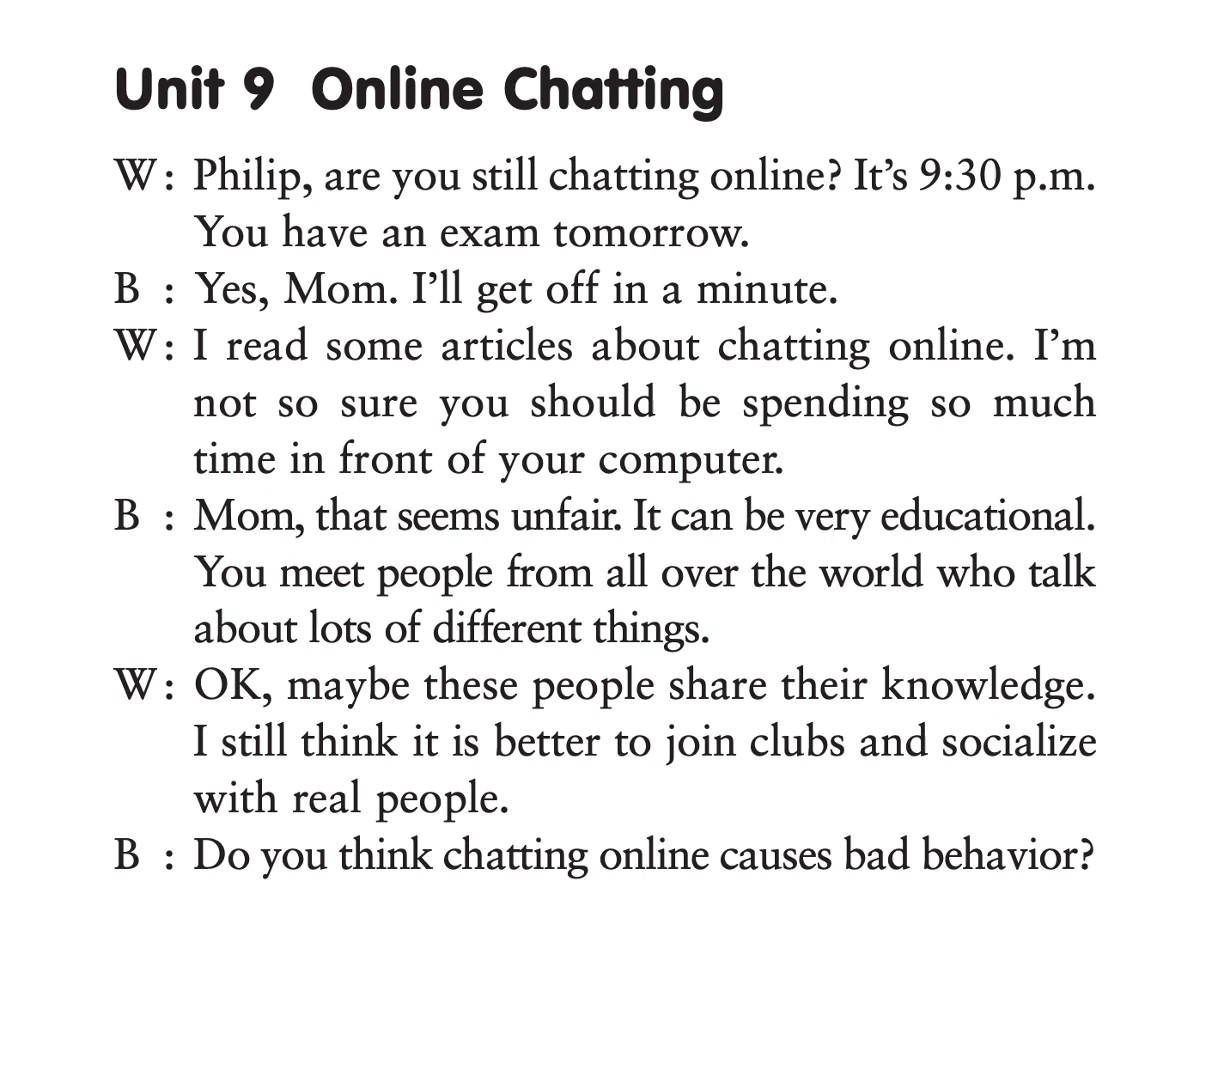 Unit 9 Online Chatting
W: Philip, are you still chatting online? It’s 9:30 p.m.
You have an exam tomorrow.
B : Yes, Mom. I’ll get off in a minute.
W: I read some articles about chatting online. I’m
not so sure you should be spending so much
time in front of your computer.
B : Mom, that seems unfair. It can be very educational.
You meet people from all over the world who talk
about lots of different things.
W: OK, maybe these people share their knowledge.
I still think it is better to join clubs and socialize
with real people.
B : Do you think chatting online causes bad behavior?